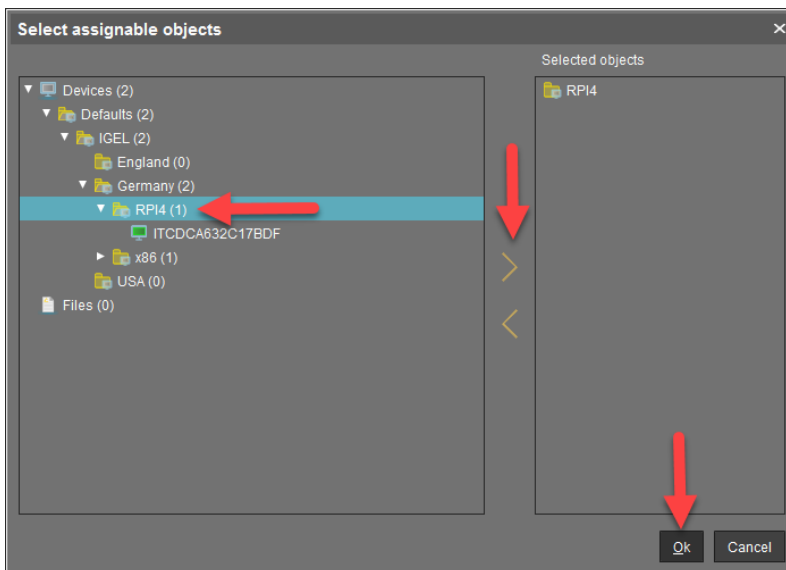 Select assignable objects
Selected objects
Devices (2)
Defaults (2)
IGEL (2)
England (0)
Germany (2)
RPI4 (1)
ITCDCA632C17BDF
x86 (1)
USA (0)
Files (0)
RPI4
Ok
Cancel